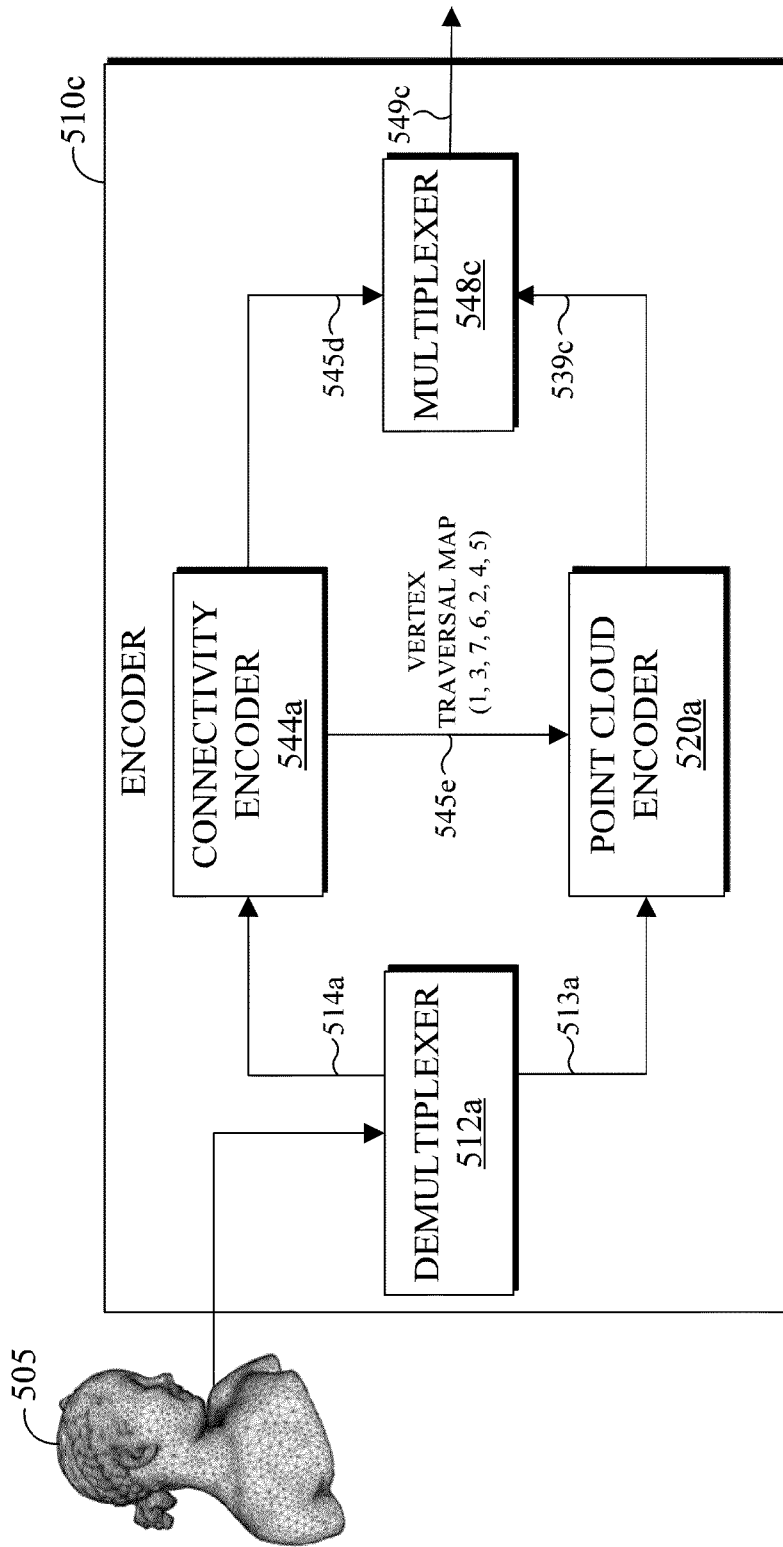 505
510c
ENCODER
DEMULTIPLEXER
512a
514a
513a
CONNECTIVITY
ENCODER
544a
VERTEX
TRAVERSAL MAP
(1, 3, 7, 6, 2, 4, 5)
545e
POINT CLOUD
ENCODER
520a
545d
539c
MULTIPLEXER
548c
549c